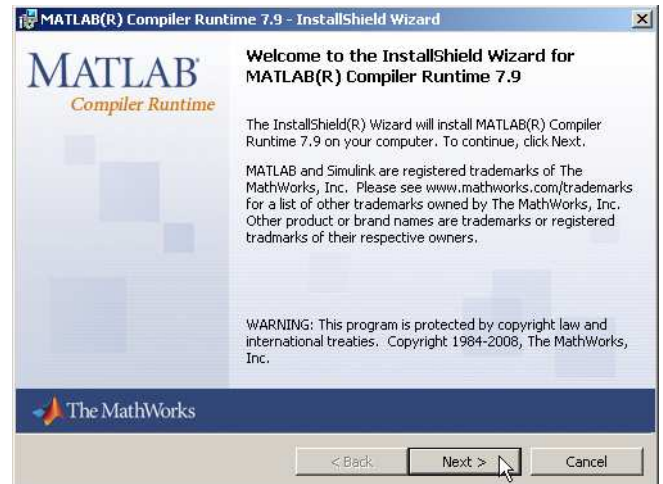 MATLAB(R) Compiler Runtime 7.9 - InstallShield Wizard
MATLAB®
Compiler Runtime
Welcome to the InstallShield Wizard for
MATLAB(R) Compiler Runtime 7.9
The InstallShield(R) Wizard will install MATLAB(R) Compiler
Runtime 7.9 on your computer. To continue, click Next.
MATLAB and Simulink are registered trademarks of The
MathWorks, Inc. Please see www.mathworks.com/trademarks
for a list of other trademarks owned by The MathWorks, Inc.
Other product or brand names are trademarks or registered
tradmarks of their respective owners.
WARNING: This program is protected by copyright law and
international treaties. Copyright 1984-2008, The MathWorks,
Inc.
The MathWorks
< Back
Next >
Cancel